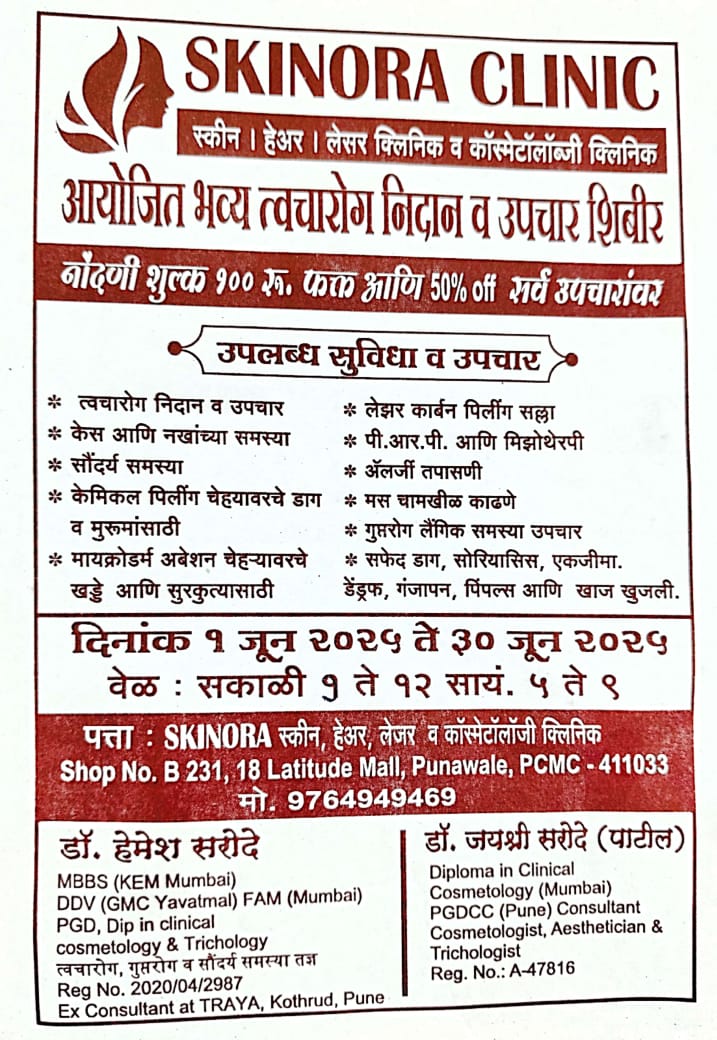 SKINORA CLINIC
स्कीन । हेअर । लेसर क्लिनिक व कॉस्मेटॉलॉब्जी क्लिनिक
आयोजित भव्य त्वचारोग निदान व उपचार शिबीर
नोंदणी शुल्क १०० रू. फक्त आणि 50% off सर्व उपचारांवर
उपलब्ध सुविधा व उपचार
* त्वचारोग निदान व उपचार
* केस आणि नखांच्या समस्या
* सौंदर्य समस्या
* केमिकल पिलींग चेहयावरचे डाग
व मुरूमांसाठी
* मायक्रोडर्म अबेशन चेहऱ्यावरचे
खड्डे आणि सुरकुत्यासाठी
* लेझर कार्बन पिलींग सल्ला
* पी.आर.पी. आणि मिझोथेरपी
* ॲलर्जी तपासणी
* मस चामखीळ काढणे
* गुप्तरोग लैंगिक समस्या उपचार
* सफेद डाग, सोरियासिस, एकजीमा.
डेंड्रफ, गंजापन, पिंपल्स आणि खाज खुजली.
दिनांक १ जून २०२५ ते ३० जून २०२५
वेळ : सकाळी ९ ते १२ सायं. ५ ते ९
पत्ता : SKINORA स्कीन, हेअर, लेजर व कॉस्मेटॉलॉजी क्लिनिक
Shop No. B 231, 18 Latitude Mall, Punawale, PCMC - 411033
मो. 9764949469
डॉ. हेमेश सरोदे
MBBS (KEM Mumbai)
DDV (GMC Yavatmal) FAM (Mumbai)
PGD, Dip in clinical
cosmetology & Trichology
त्वचारोग, गुप्तरोग व सौंदर्य समस्या तज्ञ
Reg No. 2020/04/2987
Ex Consultant at TRAYA, Kothrud, Pune
डॉ. जयश्री सरोदे (पाटील)
Diploma in Clinical
Cosmetology (Mumbai)
PGDCC (Pune) Consultant
Cosmetologist, Aesthetician &
Trichologist
Reg. No.: A-47816